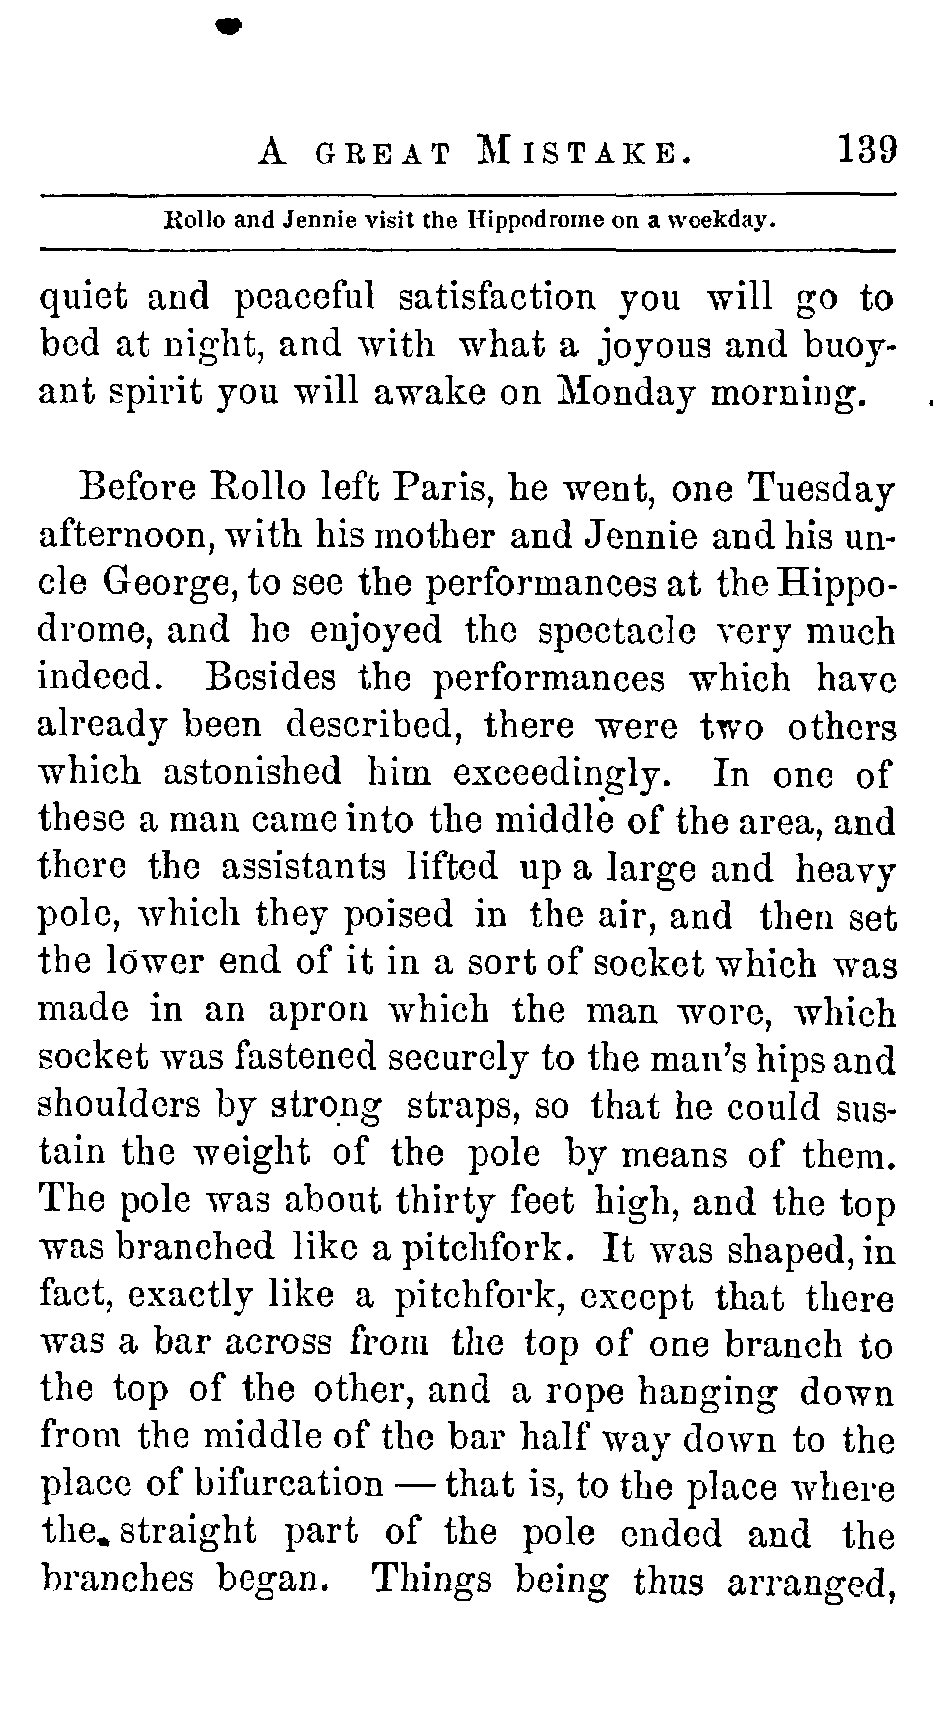 A GREAT MISTAKE. 139
Rollo and Jennie visit the Hippodrome on a weekday.
quiet and peaceful satisfaction you will go to
bed at night, and with what a joyous and buoy-
ant spirit you will awake on Monday morning.
Before Rollo left Paris, he went, one Tuesday
afternoon, with his mother and Jennie and his un-
cle George, to see the performances at the Hippo-
drome, and he enjoyed the spectacle very much
indeed. Besides the performances which have
already been described, there were two others
which astonished him exceedingly. In one of
these a man came into the middle of the area, and
there the assistants lifted up a large and heavy
pole, which they poised in the air, and then set
the lower end of it in a sort of socket which was
made in an apron which the man wore, which
socket was fastened securely to the man's hips and
shoulders by strong straps, so that he could sus-
tain the weight of the pole by means of them.
The pole was about thirty feet high, and the top
was branched like a pitchfork. It was shaped, in
fact, exactly like a pitchfork, except that there
was a bar across from the top of one branch to
the top of the other, and a rope hanging down
from the middle of the bar half way down to the
place of bifurcation — that is, to the place where
the straight part of the pole ended and the
branches began. Things being thus arranged,